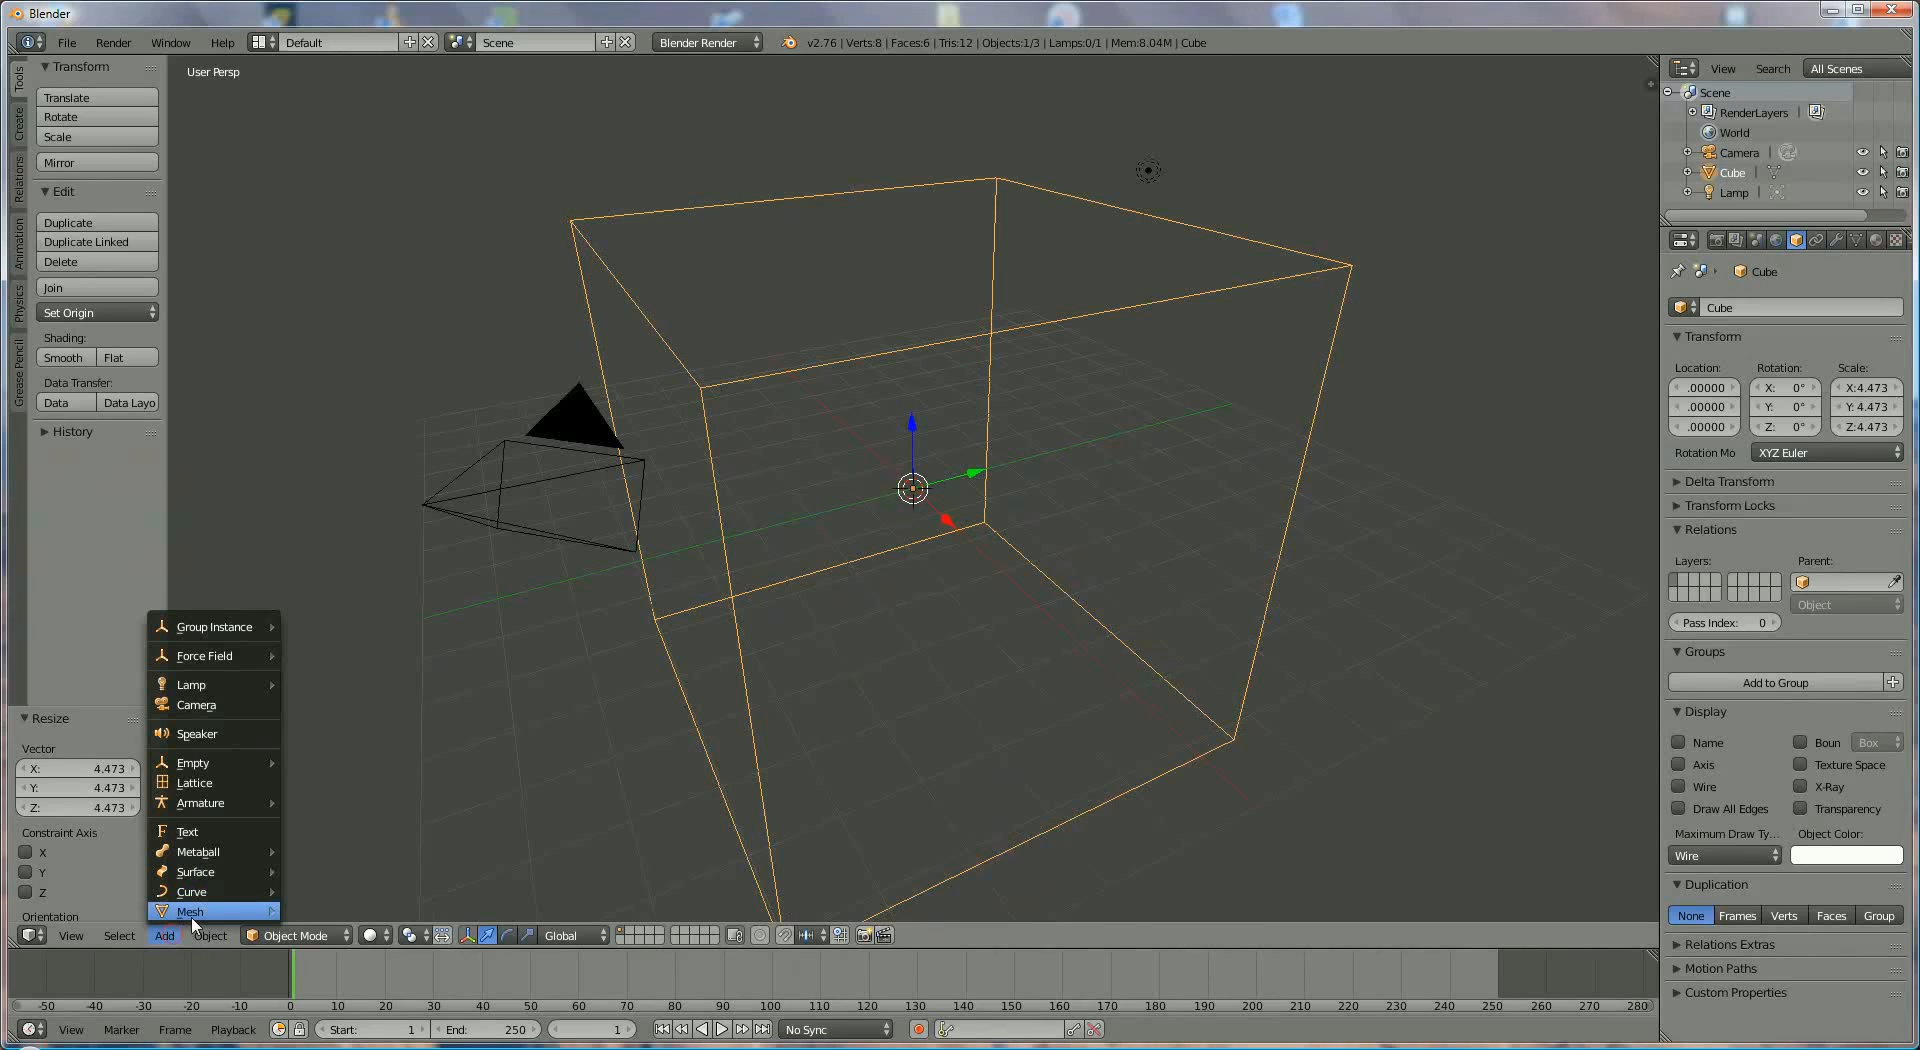 Blender
File Render Window Help Default Scene Blender Render v2.76 | Verts:8 | Faces:6 | Tris:12 | Objects:1/3 | Lamps:0/1 | Mem:8.04M | Cube
Tools
Create
Relations
Animation
Physics
Grease Pencil
Transform
Translate
Rotate
Scale
Mirror
Edit
Duplicate
Duplicate Linked
Delete
Join
Set Origin
Shading:
Smooth Flat
Data Transfer:
Data Data Layo
History
Resize
Vector
X: 4.473
Y: 4.473
Z: 4.473
Constraint Axis
X
Y
Z
Orientation
User Persp
Group Instance
Force Field
Lamp
Camera
Speaker
Empty
Lattice
Armature
Text
Metaball
Surface
Curve
Mesh
View Select Add Object Object Mode Global
-50 -40 -30 -20 -10 0 10 20 30 40 50 60 70 80 90 100 110 120 130 140 150 160 170 180 190 200 210 220 230 240 250 260 270 280
View Marker Frame Playback Start: 1 End: 250 1 No Sync
View Search All Scenes
Scene
RenderLayers
World
Camera
Cube
Lamp
Cube
Cube
Transform
Location: Rotation: Scale:
.00000 X: 0° X:4.473
.00000 Y: 0° Y: 4.473
.00000 Z: 0° Z:4.473
Rotation Mo XYZ Euler
Delta Transform
Transform Locks
Relations
Layers: Parent:
Object
Pass Index: 0
Groups
Add to Group
Display
Name Boun Box
Axis Texture Space
Wire X-Ray
Draw All Edges Transparency
Maximum Draw Ty... Object Color:
Wire
Duplication
None Frames Verts Faces Group
Relations Extras
Motion Paths
Custom Properties